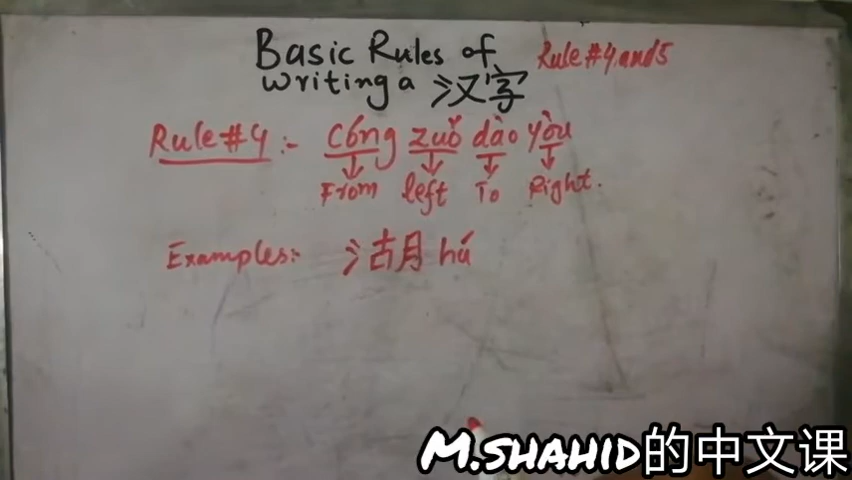 Basic Rules of
writing a 汉字
Rule #4 and 5
Rule #4 :- cóng zuǒ dào yòu
From left To Right.
Examples:- 湖 hú
M.SHAHID的中文课